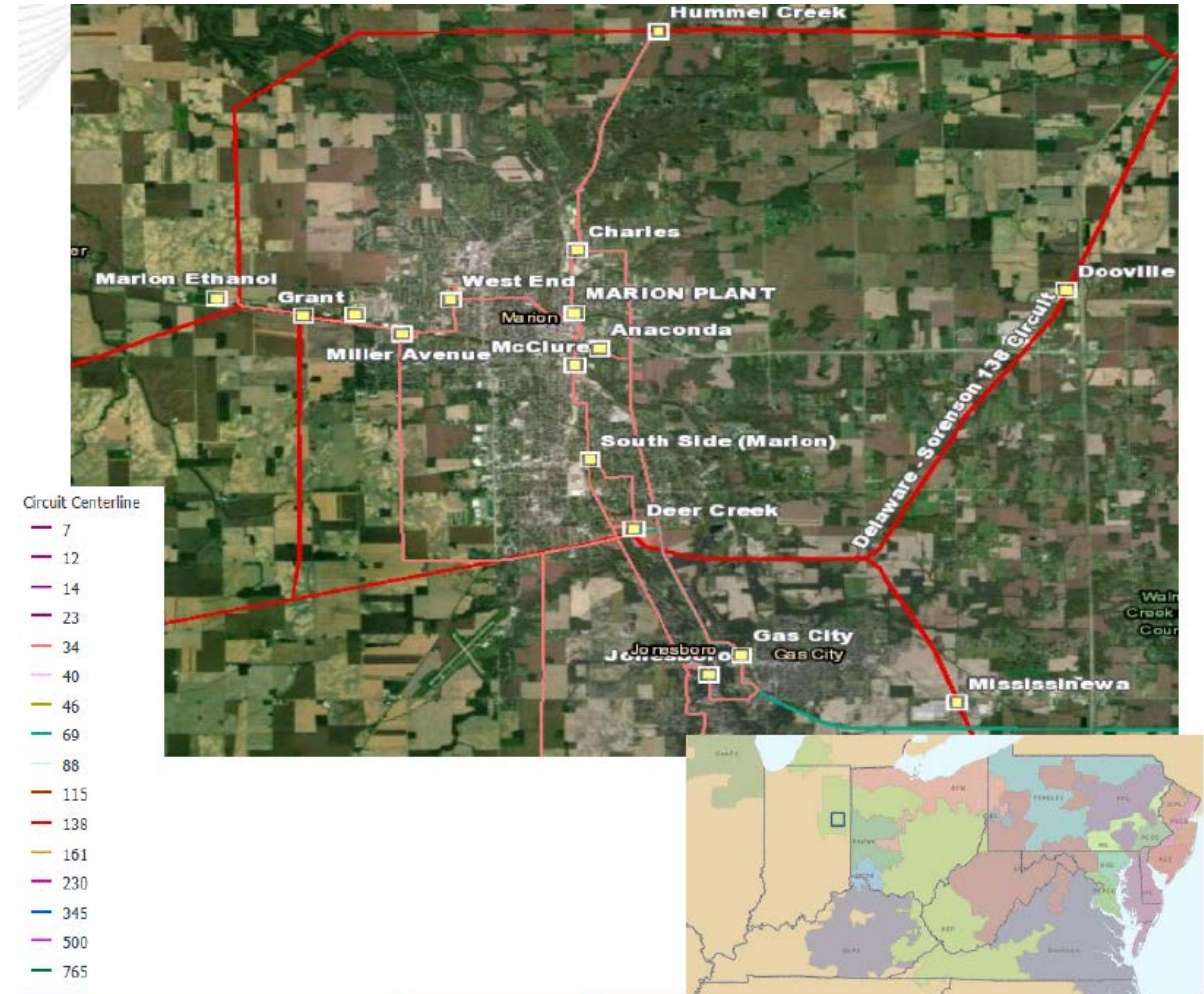 Hummel Creek
Charles
Dooville
Marion Ethanol
Grant
West End
MARION PLANT
Marion
Anaconda
Miller Avenue
McClure
Delaware - Sorenson 138 Circuit
South Side (Marion)
Deer Creek
Creek
Gas City
Jonesboro
Jonesboro
Gas City
Mississinewa
Circuit Centerline
7
12
14
23
34
40
46
69
88
115
138
161
230
345
500
765